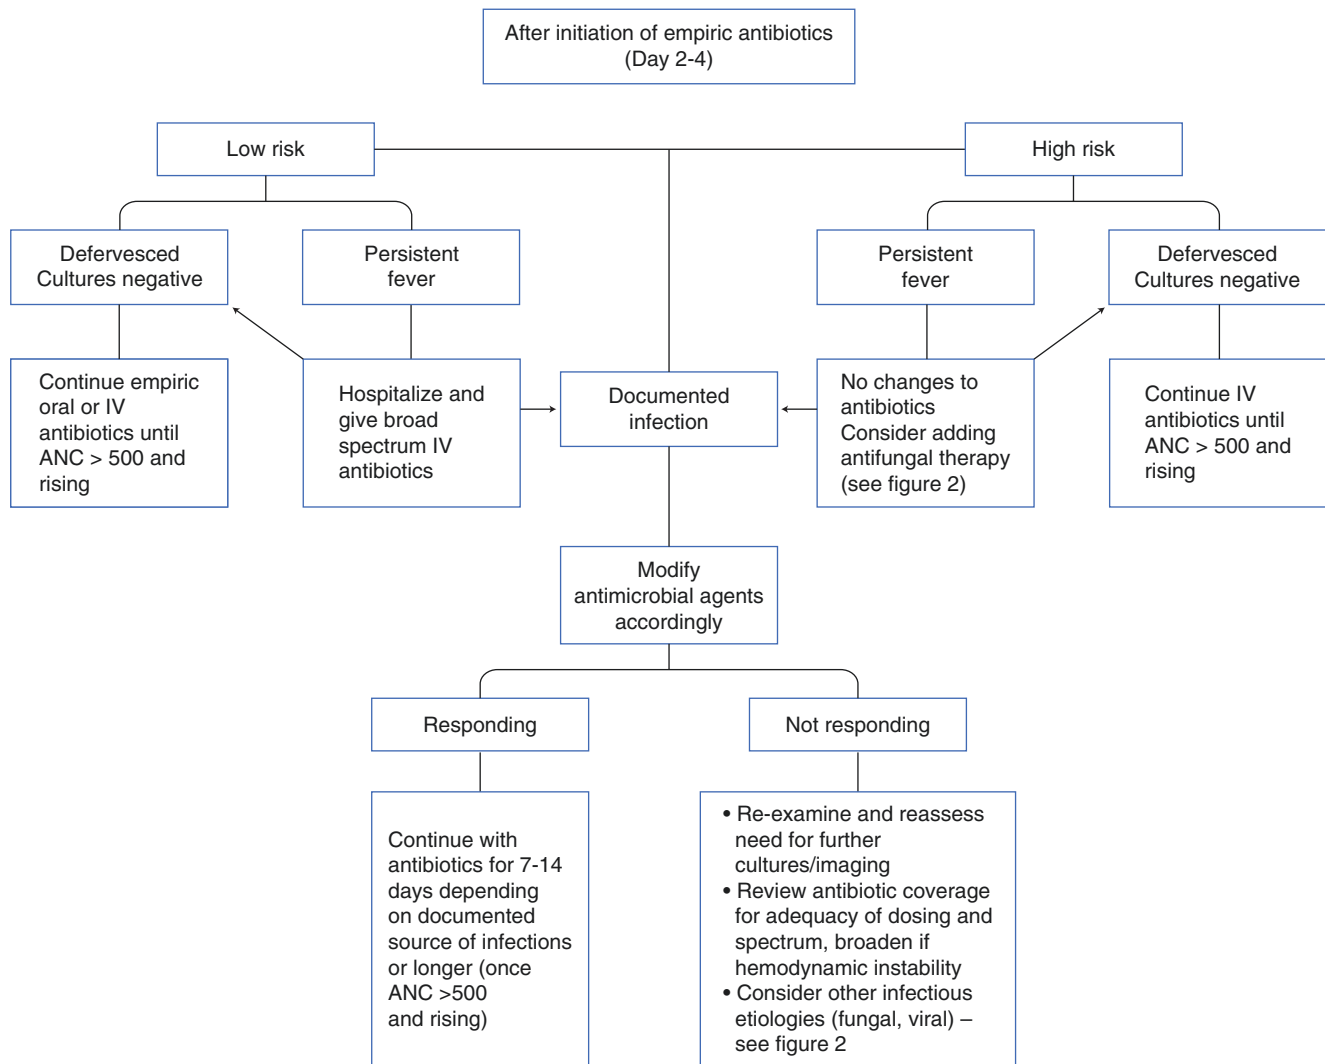 After initiation of empiric antibiotics
(Day 2-4)
Low risk
High risk
Defervesced
Cultures negative
Persistent
fever
Persistent
fever
Defervesced
Cultures negative
Continue empiric
oral or IV
antibiotics until
ANC > 500 and
rising
Hospitalize and
give broad
spectrum IV
antibiotics
Documented
infection
No changes to
antibiotics
Consider adding
antifungal therapy
(see figure 2)
Continue IV
antibiotics until
ANC > 500 and
rising
Modify
antimicrobial agents
accordingly
Responding
Not responding
Continue with
antibiotics for 7-14
days depending
on documented
source of infections
or longer (once
ANC >500
and rising)
• Re-examine and reassess
need for further
cultures/imaging
• Review antibiotic coverage
for adequacy of dosing and
spectrum, broaden if
hemodynamic instability
• Consider other infectious
etiologies (fungal, viral) –
see figure 2